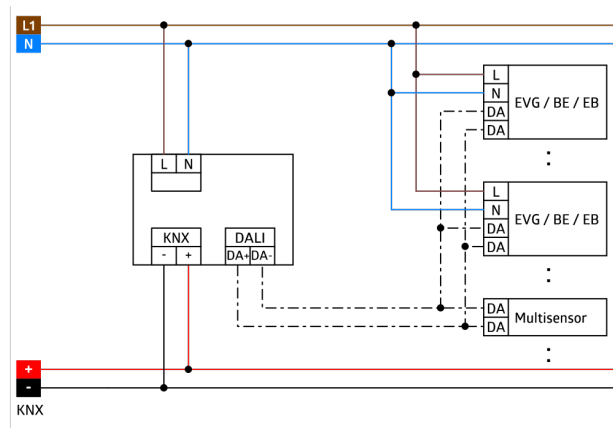 L1
N
L
N
EVG / BE / EB
DA
DA
:
L N
L
N
EVG / BE / EB
DA
DA
KNX
DALI
- +
DA+ DA-
:
DA
Multisensor
DA
:
+
-
KNX